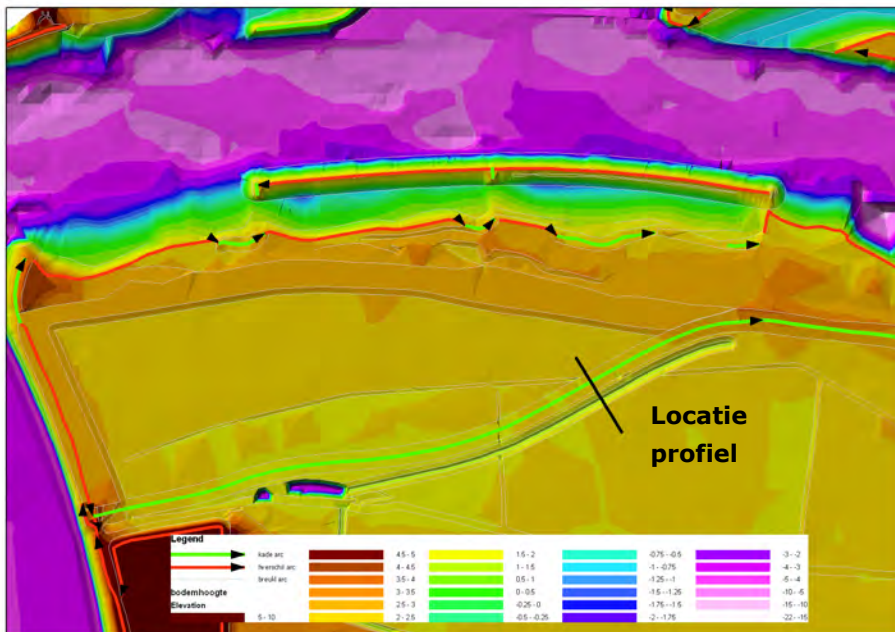 Locatie
profiel
Legend
kade arc
hverschil arc
breukl arc
bodemhoogte
Elevation
5 - 10
4.5 - 5
4 - 4.5
3.5 - 4
3 - 3.5
2.5 - 3
2 - 2.5
1.5 - 2
1 - 1.5
0.5 - 1
0 - 0.5
-0.25 - 0
-0.5 - -0.25
-0.75 - -0.5
-1 - -0.75
-1.25 - -1
-1.5 - -1.25
-1.75 - -1.5
-2 - -1.75
-3 - -2
-4 - -3
-5 - -4
-10 - -5
-15 - -10
-22 - -15